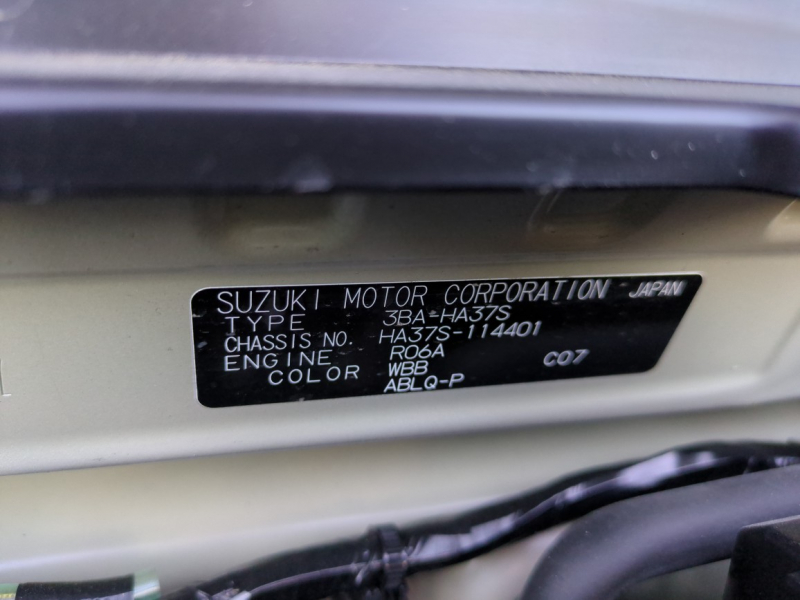 SUZUKI MOTOR CORPORATION JAPAN
TYPE 3BA-HA37S
CHASSIS NO. HA37S-114401
ENGINE R06A C07
COLOR WBB
ABLQ-P